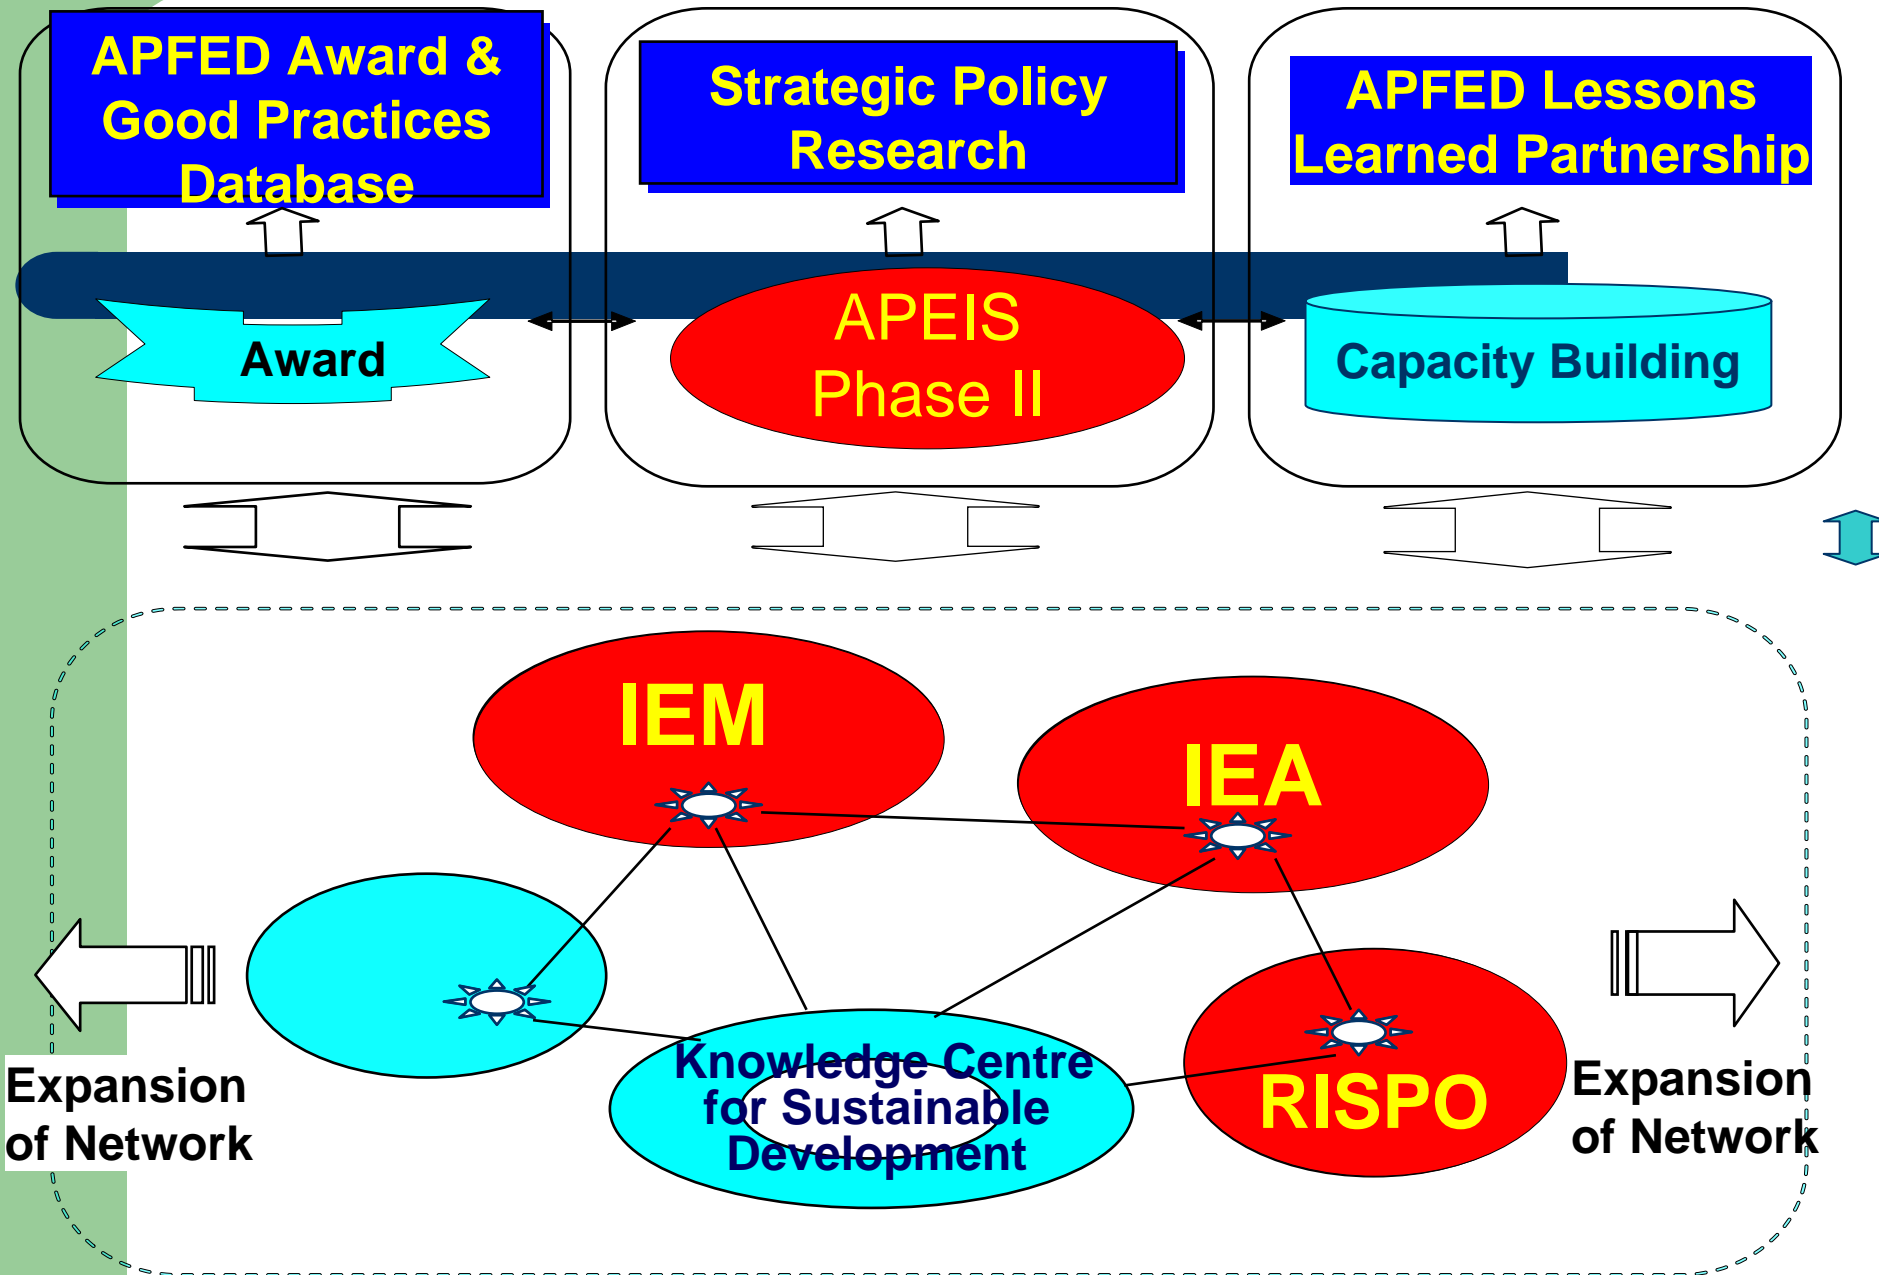 APFED Award &
Good Practices
Database
Strategic Policy
Research
APFED Lessons
Learned Partnership
Award
APEIS
Phase II
Capacity Building
IEM
IEA
Knowledge Centre
for Sustainable
Development
RISPO
Expansion
of Network
Expansion
of Network